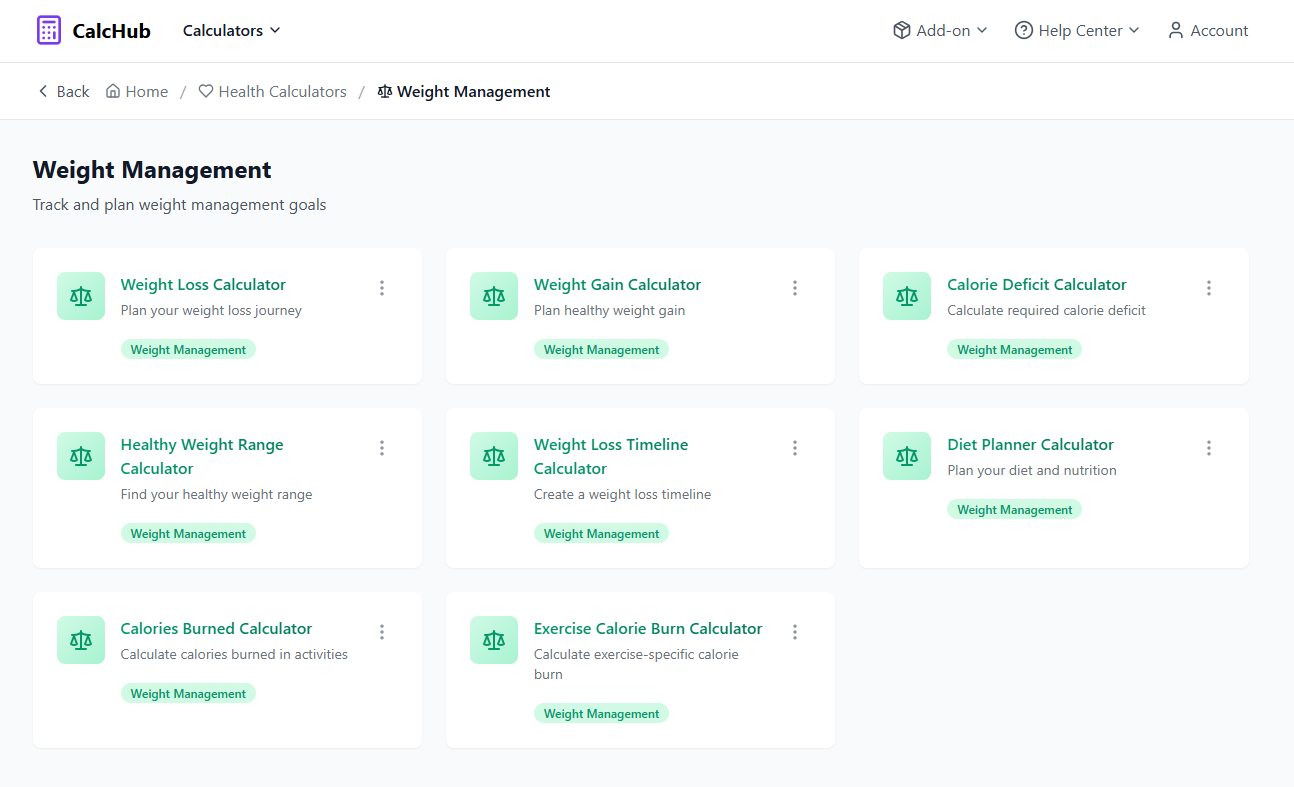 CalcHub
Calculators
Add-on
Help Center
Account
Back
Home
/
Health Calculators
/
Weight Management
Weight Management
Track and plan weight management goals
Weight Loss Calculator
Plan your weight loss journey
Weight Management
Weight Gain Calculator
Plan healthy weight gain
Weight Management
Calorie Deficit Calculator
Calculate required calorie deficit
Weight Management
Healthy Weight Range
Calculator
Find your healthy weight range
Weight Management
Weight Loss Timeline
Calculator
Create a weight loss timeline
Weight Management
Diet Planner Calculator
Plan your diet and nutrition
Weight Management
Calories Burned Calculator
Calculate calories burned in activities
Weight Management
Exercise Calorie Burn Calculator
Calculate exercise-specific calorie
burn
Weight Management